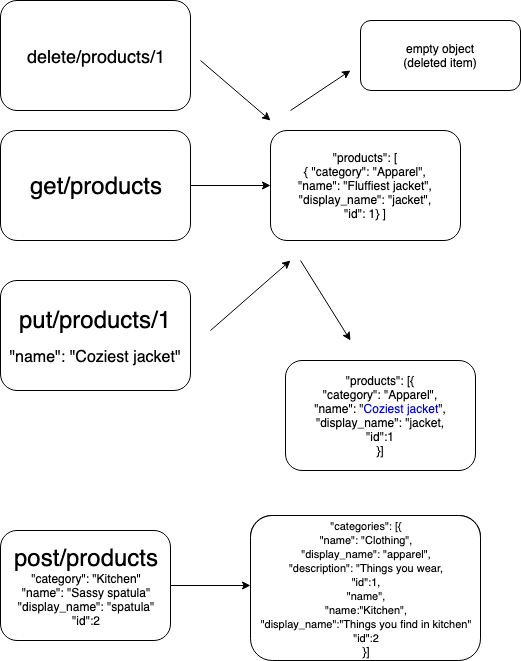 delete/products/1
empty object
(deleted item)
get/products
"products": [
{ "category": "Apparel",
"name": "Fluffiest jacket",
"display_name": "jacket",
"id": 1} ]
put/products/1
"name": "Coziest jacket"
"products": [{
"category": "Apparel",
"name": "Coziest jacket",
"display_name": "jacket,
"id":1
}]
post/products
"category": "Kitchen"
"name": "Sassy spatula"
"display_name": "spatula"
"id":2
"categories": [{
"name": "Clothing",
"display_name": "apparel",
"description": "Things you wear,
"id":1,
"name",
"name:"Kitchen",
"display_name":"Things you find in kitchen"
"id":2
}]